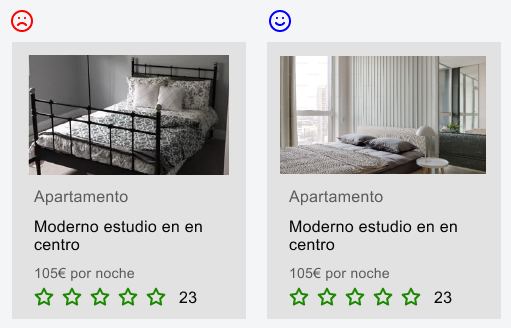 Apartamento
Moderno estudio en en
centro
105€ por noche
23
Apartamento
Moderno estudio en en
centro
105€ por noche
23